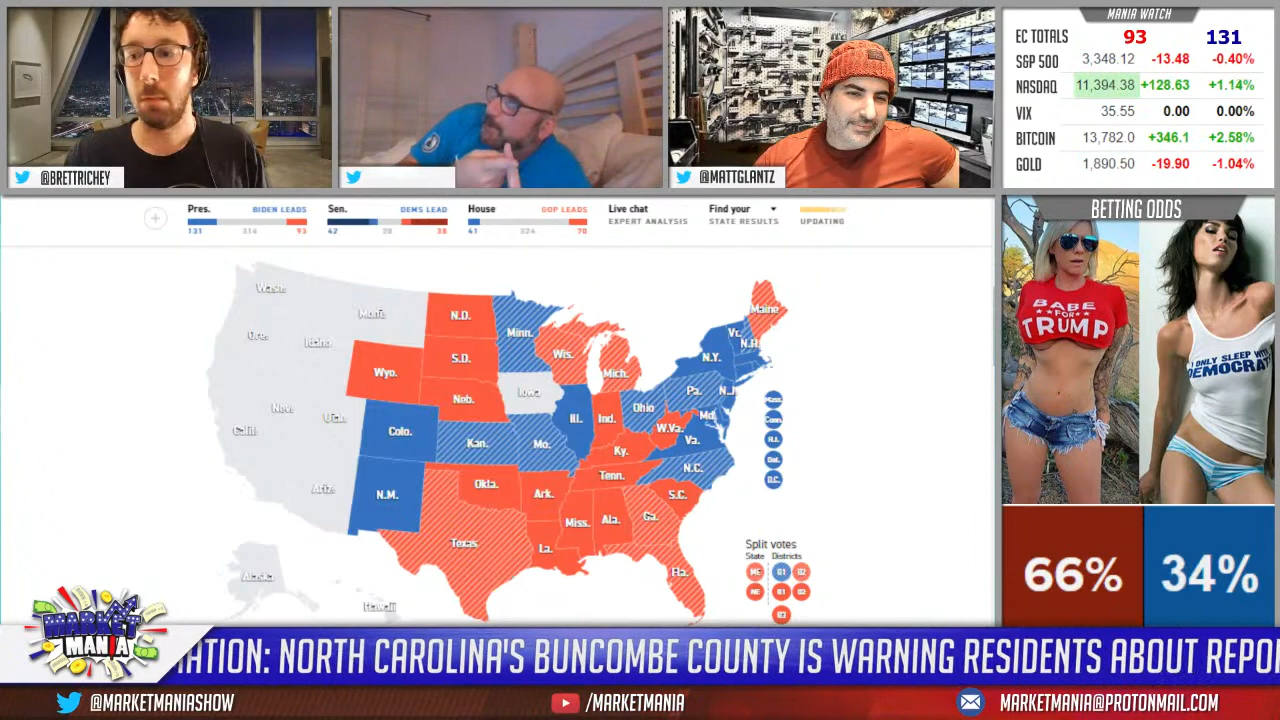 @BRETTRICHEY
@MATTGLANTZ
MANIA WATCH
EC TOTALS 93 131
S&P 500 3,348.12 -13.48 -0.40%
NASDAQ 11,394.38 +128.63 +1.14%
VIX 35.55 0.00 0.00%
BITCOIN 13,782.0 +346.1 +2.58%
GOLD 1,890.50 -19.90 -1.04%
Pres. BIDEN LEADS
131 314 93
Sen. DEMS LEAD
42 20 38
House GOP LEADS
41 324 70
Live chat
EXPERT ANALYSIS
Find your
STATE RESULTS
UPDATING
BETTING ODDS
BABE
FOR
TRUMP
I ONLY SLEEP WITH
DEMOCRAT
66% 34%
Wash.
Mont.
N.D.
Minn.
Maine
Ore.
Idaho
S.D.
Wis.
Mich.
Vt.
N.H.
N.Y.
Wyo.
Neb.
Iowa
Pa.
N.J.
Nev.
Utah
Colo.
Kan.
Mo.
Ill.
Ind.
Ohio
W.Va.
Md.
Va.
Calif.
Ky.
N.C.
Ariz.
N.M.
Okla.
Ark.
Tenn.
S.C.
Texas
La.
Miss.
Ala.
Ga.
Fla.
Alaska
Hawaii
Mass.
Conn.
R.I.
Del.
D.C.
Split votes
State Districts
ME 01 02
NE 01 02
03
MARKET
MANIA
ATION: NORTH CAROLINA'S BUNCOMBE COUNTY IS WARNING RESIDENTS ABOUT REPO
@MARKETMANIASHOW
/MARKETMANIA
MARKETMANIA@PROTONMAIL.COM